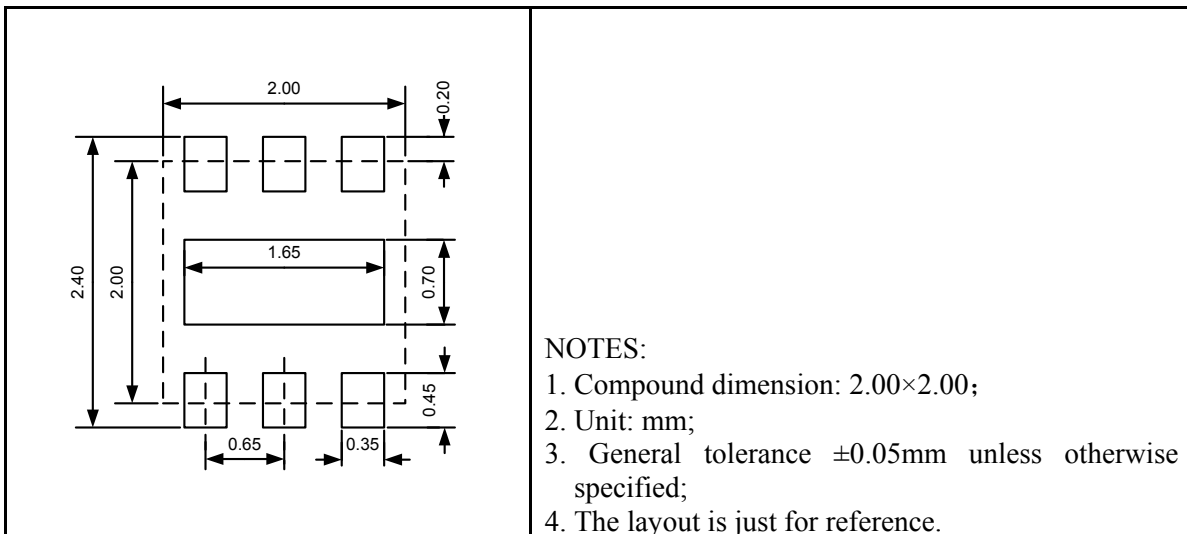 2.00
0.20
1.65
2.40
2.00
0.70
0.45
0.65
0.35
NOTES:
1. Compound dimension: 2.00×2.00；
2. Unit: mm;
3. General tolerance ±0.05mm unless otherwise
specified;
4. The layout is just for reference.